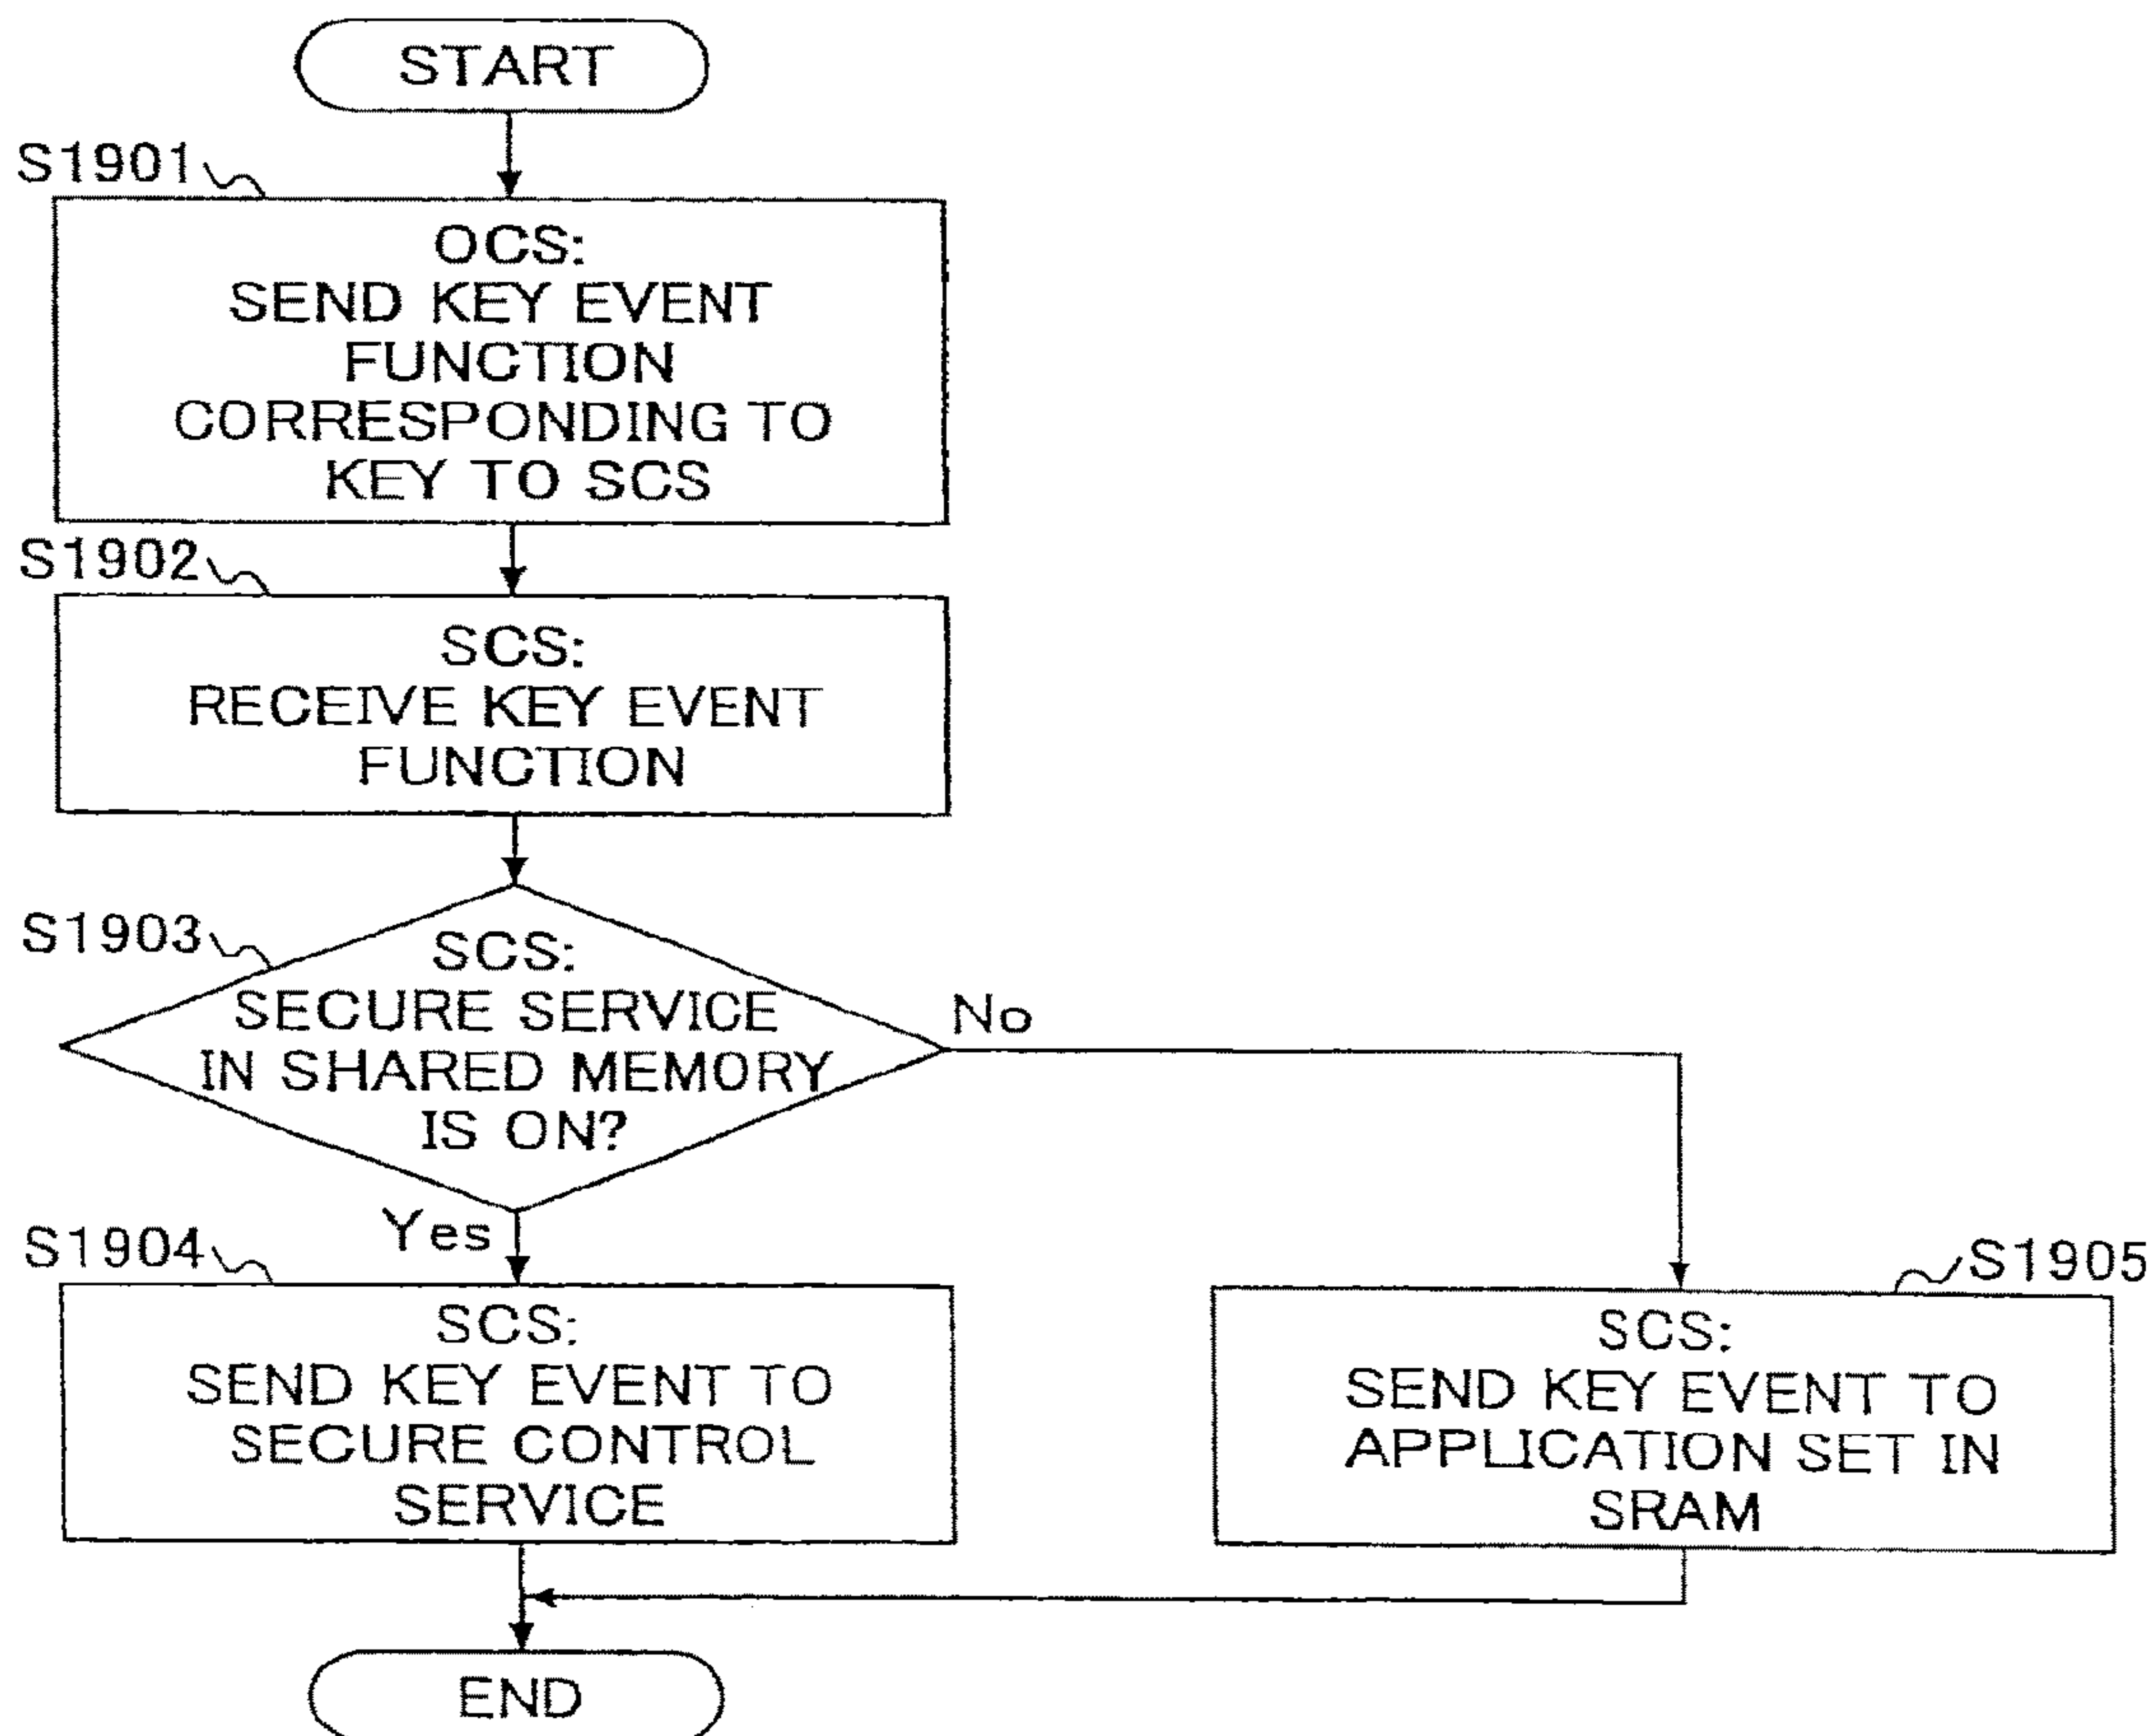 START
S1901
OCS:
SEND KEY EVENT
FUNCTION
CORRESPONDING TO
KEY TO SCS
S1902
SCS:
RECEIVE KEY EVENT
FUNCTION
S1903
SCS:
SECURE SERVICE
IN SHARED MEMORY
IS ON?
No
Yes
S1904
SCS:
SEND KEY EVENT TO
SECURE CONTROL
SERVICE
S1905
SCS:
SEND KEY EVENT TO
APPLICATION SET IN
SRAM
END